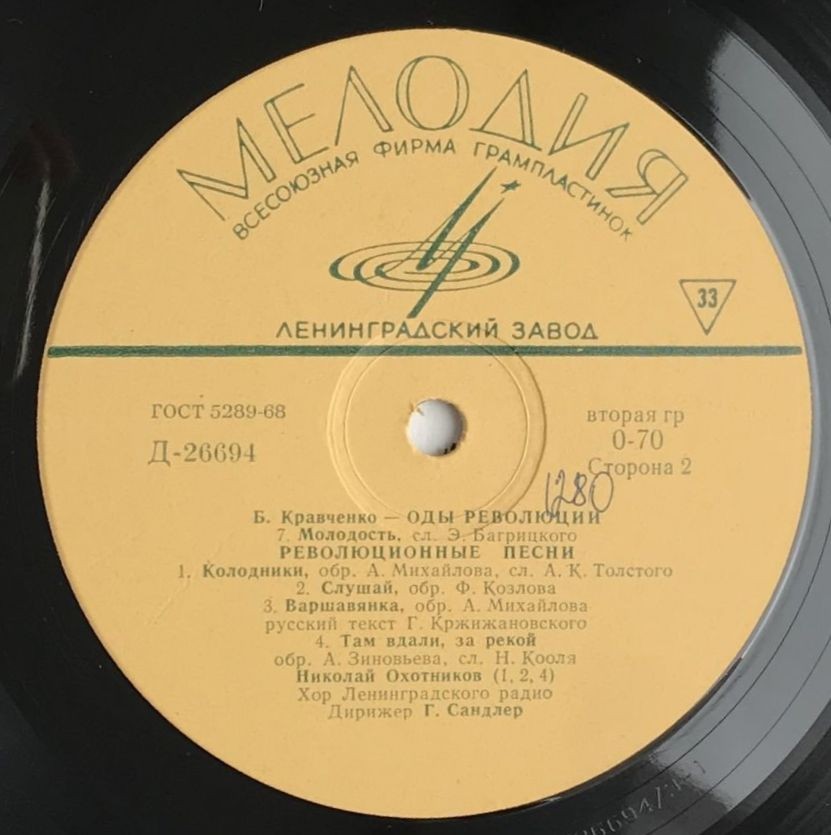 МЕЛОДИЯ
ВСЕСОЮЗНАЯ ФИРМА ГРАМПЛАСТИНОК
33
ЛЕНИНГРАДСКИЙ ЗАВОД
ГОСТ 5289-68
Д-26694
вторая гр
0-70
Сторона 2
1280
Б. Кравченко — ОДЫ РЕВОЛЮЦИИ
7. Молодость, сл. Э. Багрицкого
РЕВОЛЮЦИОННЫЕ ПЕСНИ
1. Колодники, обр. А. Михайлова, сл. А. К. Толстого
2. Слушай, обр. Ф. Козлова
3. Варшавянка, обр. А. Михайлова
русский текст Г. Кржижановского
4. Там вдали, за рекой
обр. А. Зиновьева, сл. Н. Кооля
Николай Охотников (1, 2, 4)
Хор Ленинградского радио
Дирижер Г. Сандлер